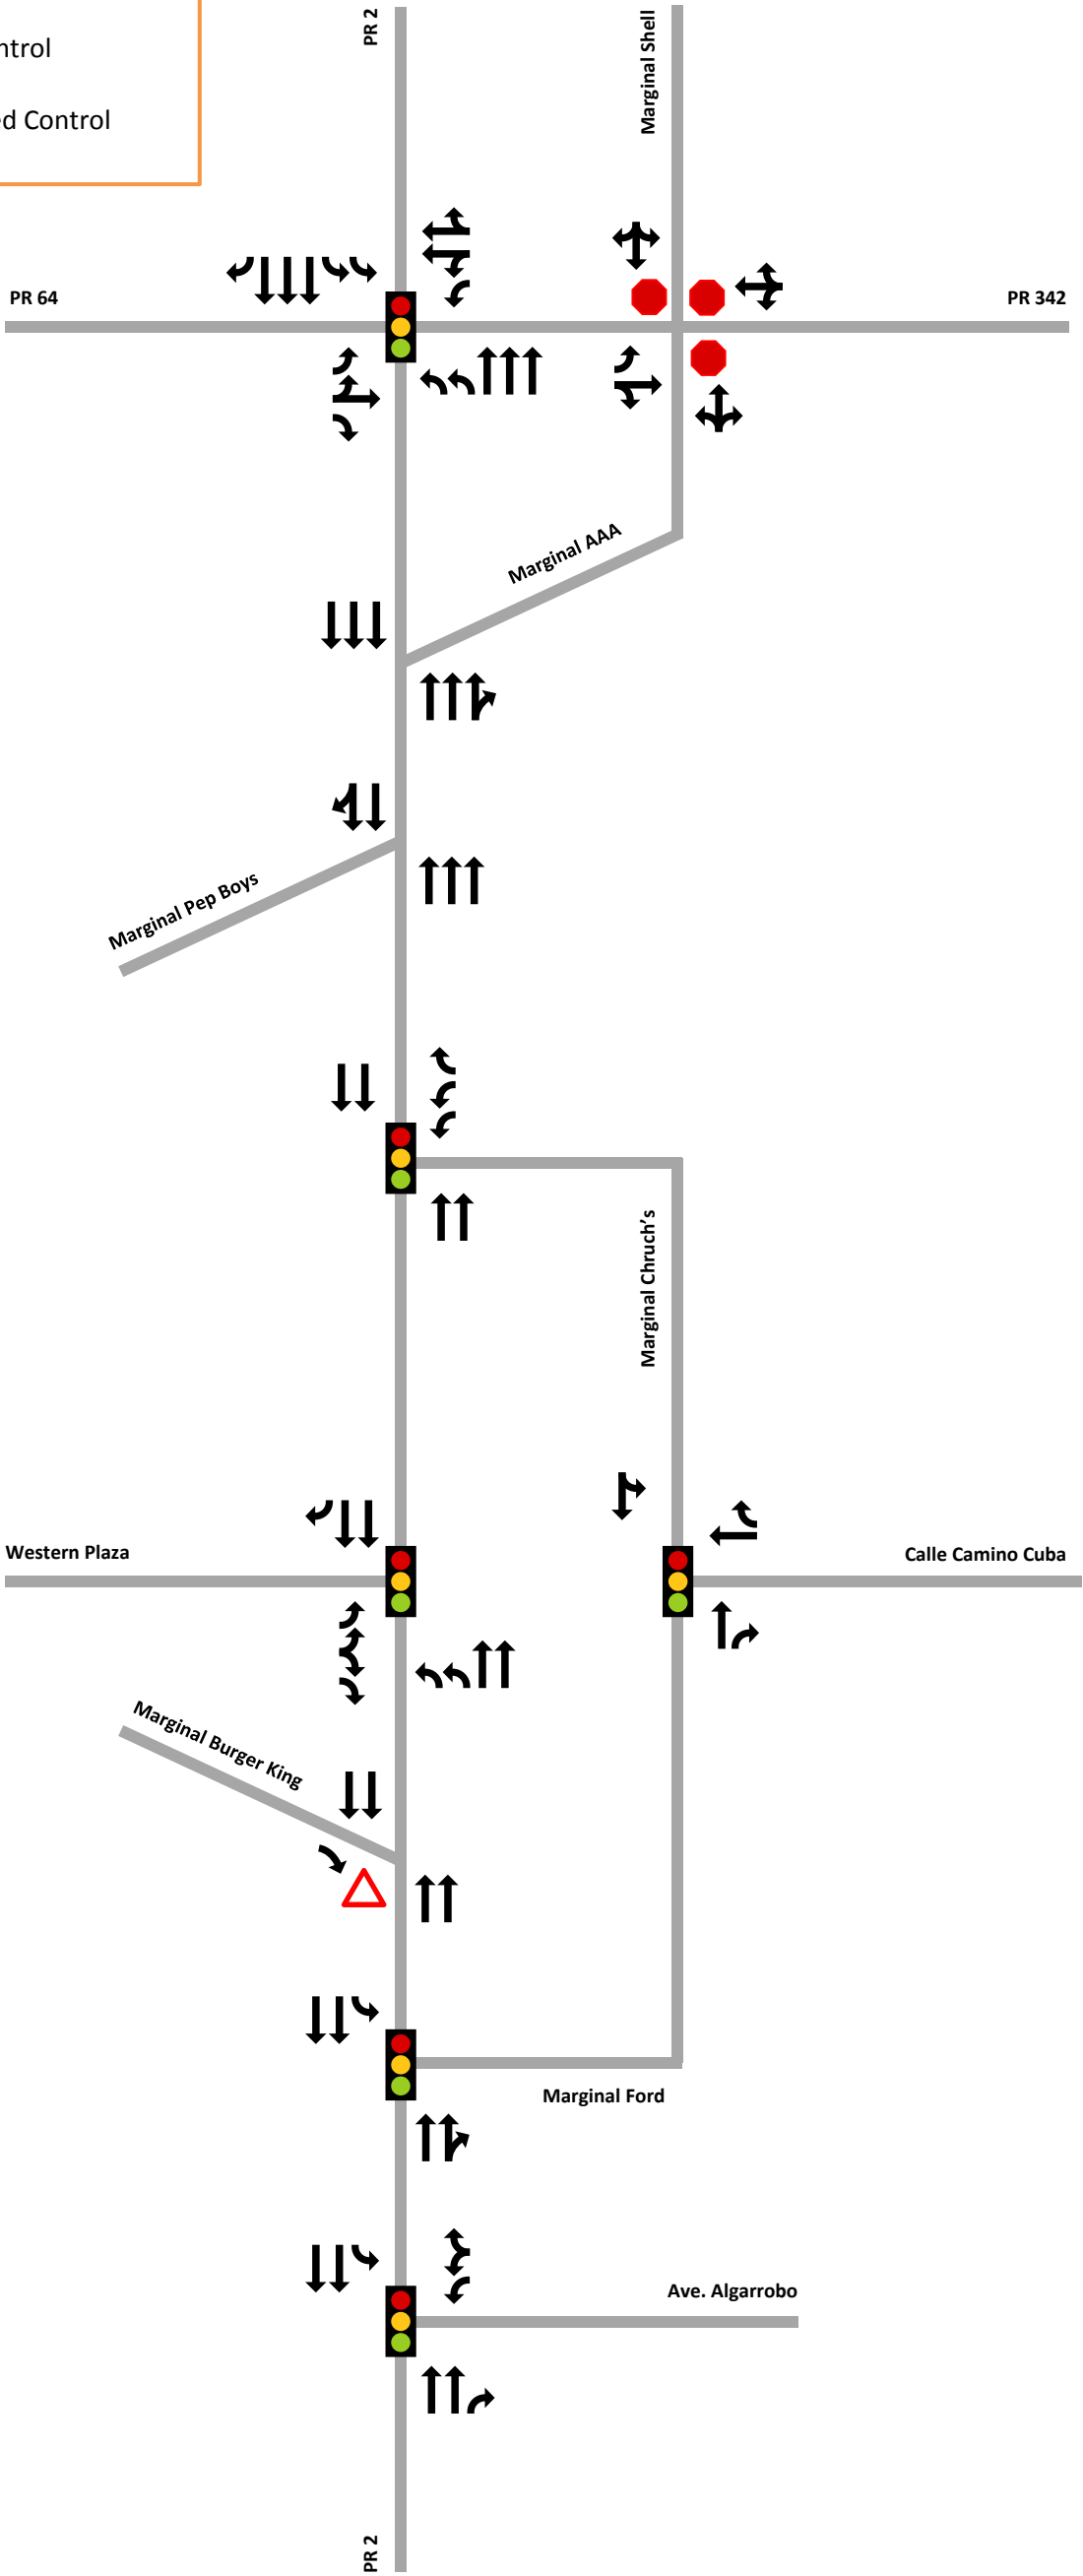 PR 2
Marginal Shell
ntrol
ed Control
PR 64
PR 342
Marginal AAA
Marginal Pep Boys
Marginal Chruch's
Western Plaza
Calle Camino Cuba
Marginal Burger King
Marginal Ford
Ave. Algarrobo
PR 2